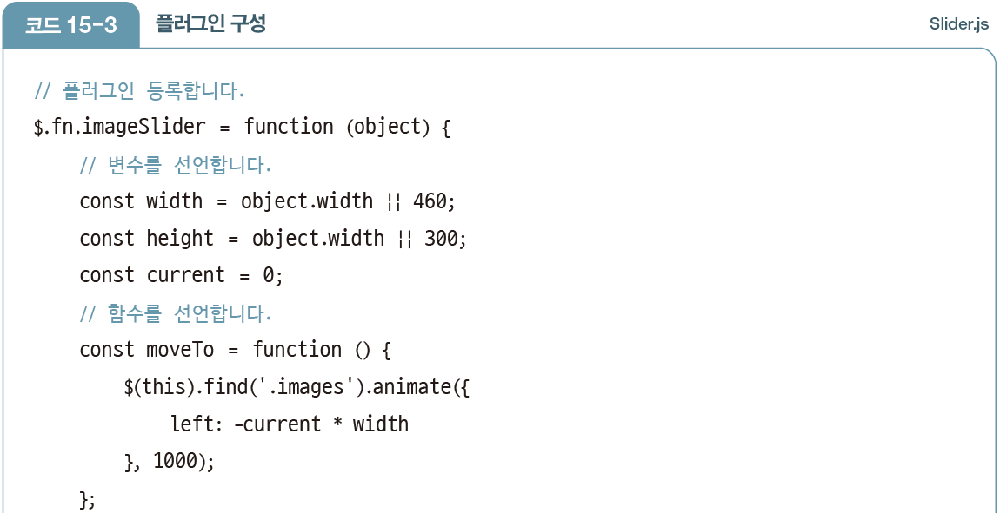 코드 15-3 플러그인 구성 Slider.js
// 플러그인 등록합니다.
$.fn.imageSlider = function (object) {
// 변수를 선언합니다.
const width = object.width || 460;
const height = object.width || 300;
const current = 0;
// 함수를 선언합니다.
const moveTo = function () {
$(this).find('.images').animate({
left: -current * width
}, 1000);
};